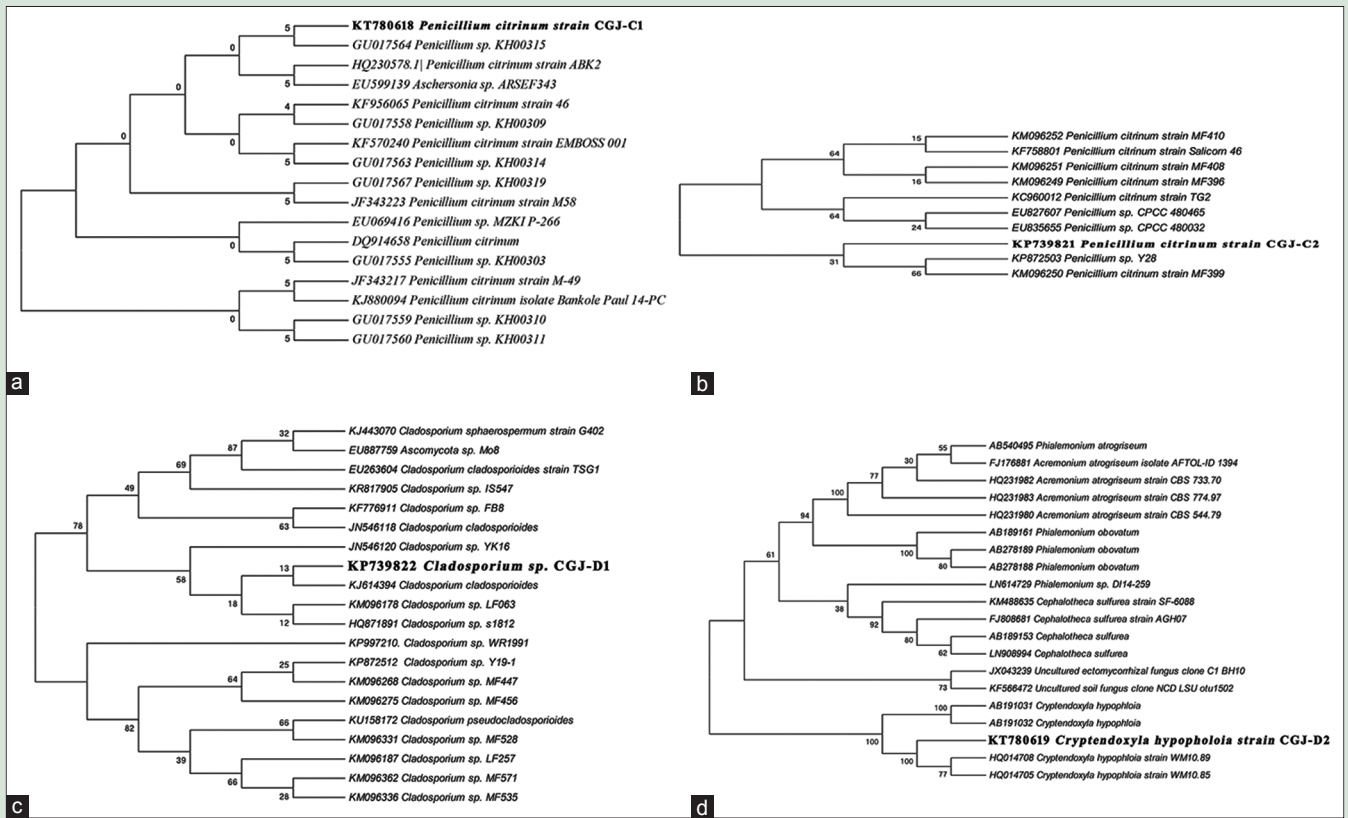 KT780618 Penicillium citrinum strain CGJ-C1
GU017564 Penicillium sp. KH00315
HQ230578.1| Penicillium citrinum strain ABK2
EU599139 Aschersonia sp. ARSEF343
KF956065 Penicillium citrinum strain 46
GU017558 Penicillium sp. KH00309
KF570240 Penicillium citrinum strain EMBOSS 001
GU017563 Penicillium sp. KH00314
GU017567 Penicillium sp. KH00319
JF343223 Penicillium citrinum strain M58
EU069416 Penicillium sp. MZKI P-266
DQ914658 Penicillium citrinum
GU017555 Penicillium sp. KH00303
JF343217 Penicillium citrinum strain M-49
KJ880094 Penicillium citrinum isolate Bankole Paul 14-PC
GU017559 Penicillium sp. KH00310
GU017560 Penicillium sp. KH00311
5
0
5
0
4
0
5
0
5
0
5
5
0
5
a
KM096252 Penicillium citrinum strain MF410
KF758801 Penicillium citrinum strain Salicorn 46
KM096251 Penicillium citrinum strain MF408
KM096249 Penicillium citrinum strain MF396
KC960012 Penicillium citrinum strain TG2
EU827607 Penicillium sp. CPCC 480465
EU835655 Penicillium sp. CPCC 480032
KP739821 Penicillium citrinum strain CGJ-C2
KP872503 Penicillium sp. Y28
KM096250 Penicillium citrinum strain MF399
15
64
16
64
24
31
66
b
KJ443070 Cladosporium sphaerospermum strain G402
EU887759 Ascomycota sp. Mo8
EU263604 Cladosporium cladosporioides strain TSG1
KR817905 Cladosporium sp. IS547
KF776911 Cladosporium sp. FB8
JN546118 Cladosporium cladosporioides
JN546120 Cladosporium sp. YK16
KP739822 Cladosporium sp. CGJ-D1
KJ614394 Cladosporium cladosporioides
KM096178 Cladosporium sp. LF063
HQ871891 Cladosporium sp. s1812
KP997210. Cladosporium sp. WR1991
KP872512 Cladosporium sp. Y19-1
KM096268 Cladosporium sp. MF447
KM096275 Cladosporium sp. MF456
KU158172 Cladosporium pseudocladosporioides
KM096331 Cladosporium sp. MF528
KM096187 Cladosporium sp. LF257
KM096362 Cladosporium sp. MF571
KM096336 Cladosporium sp. MF535
32
87
69
49
63
78
13
58
18
12
25
64
82
66
39
66
28
c
AB540495 Phialemonium atrogriseum
FJ176881 Acremonium atrogriseum isolate AFTOL-ID 1394
HQ231982 Acremonium atrogriseum strain CBS 733.70
HQ231983 Acremonium atrogriseum strain CBS 774.97
HQ231980 Acremonium atrogriseum strain CBS 544.79
AB189161 Phialemonium obovatum
AB278189 Phialemonium obovatum
AB278188 Phialemonium obovatum
LN614729 Phialemonium sp. DI14-259
KM488635 Cephalotheca sulfurea strain SF-6088
FJ808681 Cephalotheca sulfurea strain AGH07
AB189153 Cephalotheca sulfurea
LN908994 Cephalotheca sulfurea
JX043239 Uncultured ectomycorrhizal fungus clone C1 BH10
KF566472 Uncultured soil fungus clone NCD LSU otu1502
AB191031 Cryptendoxyla hypophloia
AB191032 Cryptendoxyla hypophloia
KT780619 Cryptendoxyla hypopholoia strain CGJ-D2
HQ014708 Cryptendoxyla hypophloia strain WM10.89
HQ014705 Cryptendoxyla hypophloia strain WM10.85
55
30
77
100
94
100
80
61
38
92
80
62
73
100
100
100
77
d